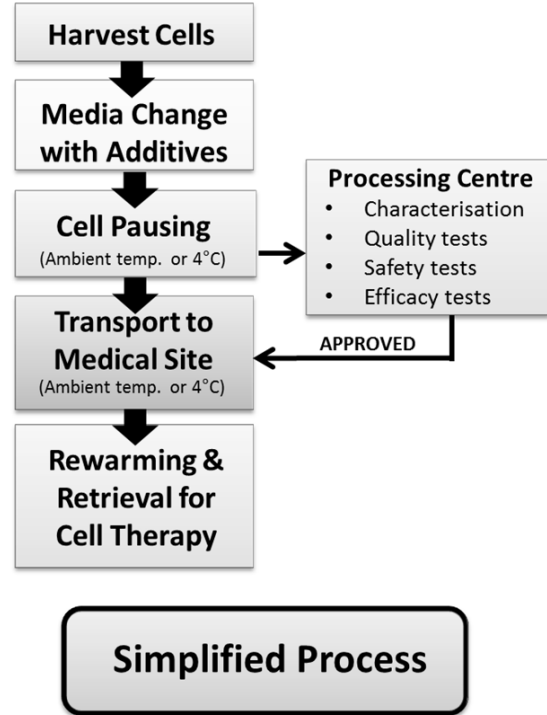 Harvest Cells
Media Change
with Additives
Cell Pausing
(Ambient temp. or 4°C)
Processing Centre
• Characterisation
• Quality tests
• Safety tests
• Efficacy tests
APPROVED
Transport to
Medical Site
(Ambient temp. or 4°C)
Rewarming &
Retrieval for
Cell Therapy
Simplified Process